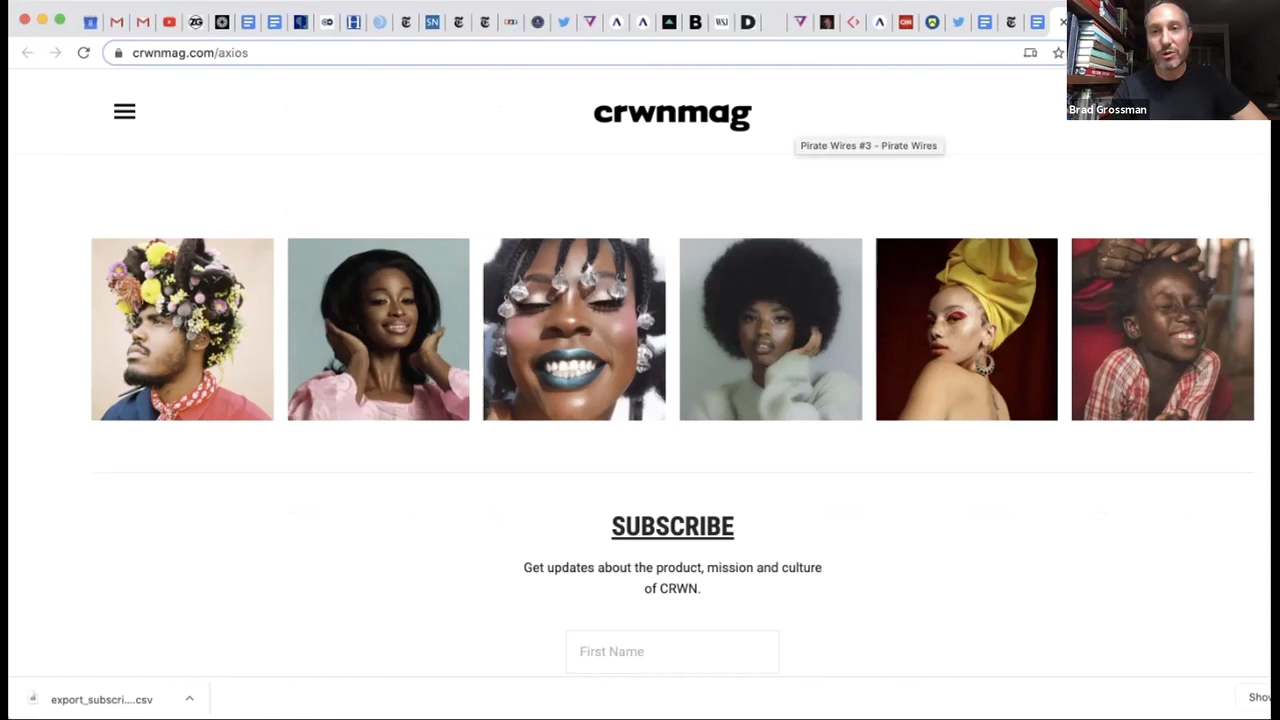 crwnmag.com/axios
Brad Grossman
crwnmag
Pirate Wires #3 - Pirate Wires
SUBSCRIBE
Get updates about the product, mission and culture
of CRWN.
First Name
export_subscri....csv
Show